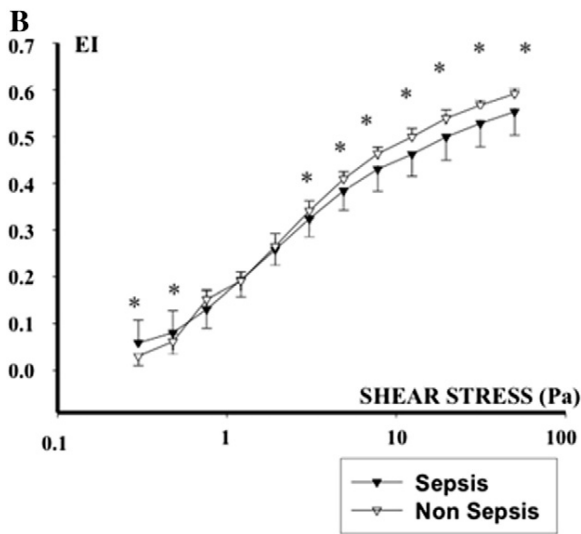 B
EI
0.7
0.6
0.5
0.4
0.3
0.2
0.1
0.0
* * * * * * * * * *
SHEAR STRESS (Pa)
0.1 1 10 100
Sepsis
Non Sepsis